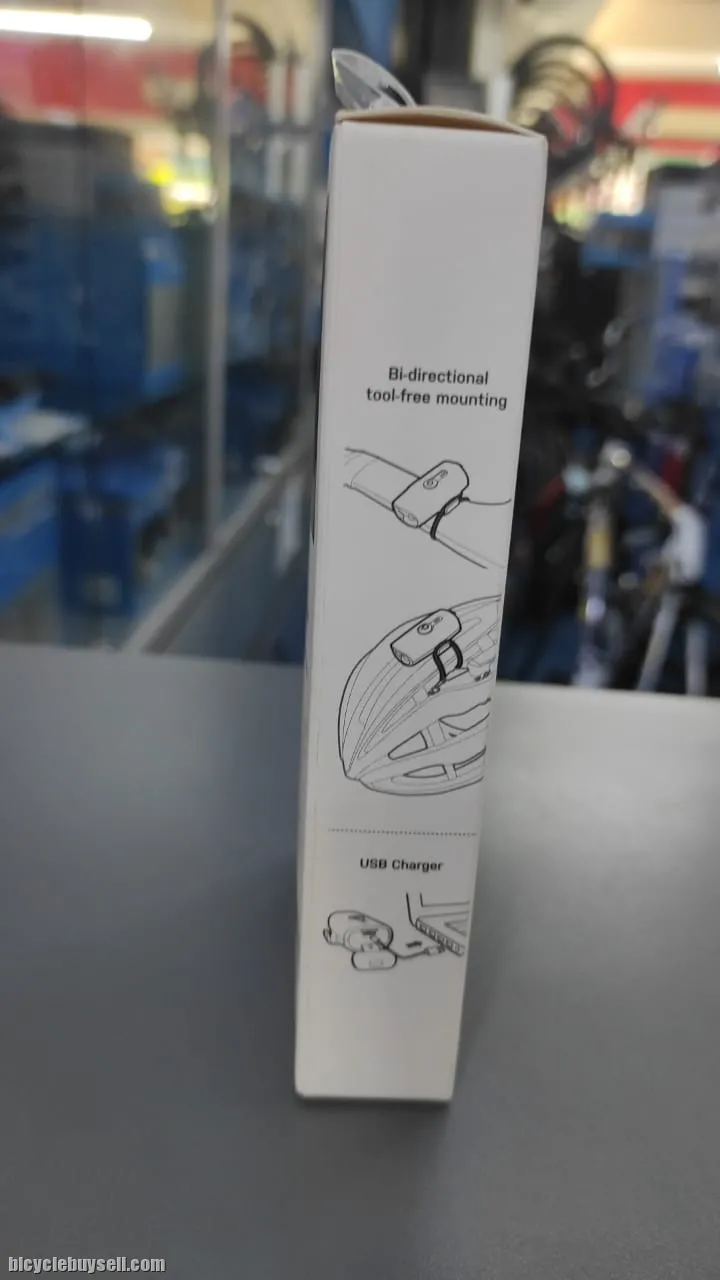 Bi-directional
tool-free mounting
USB Charger
bicyclebuysell.com